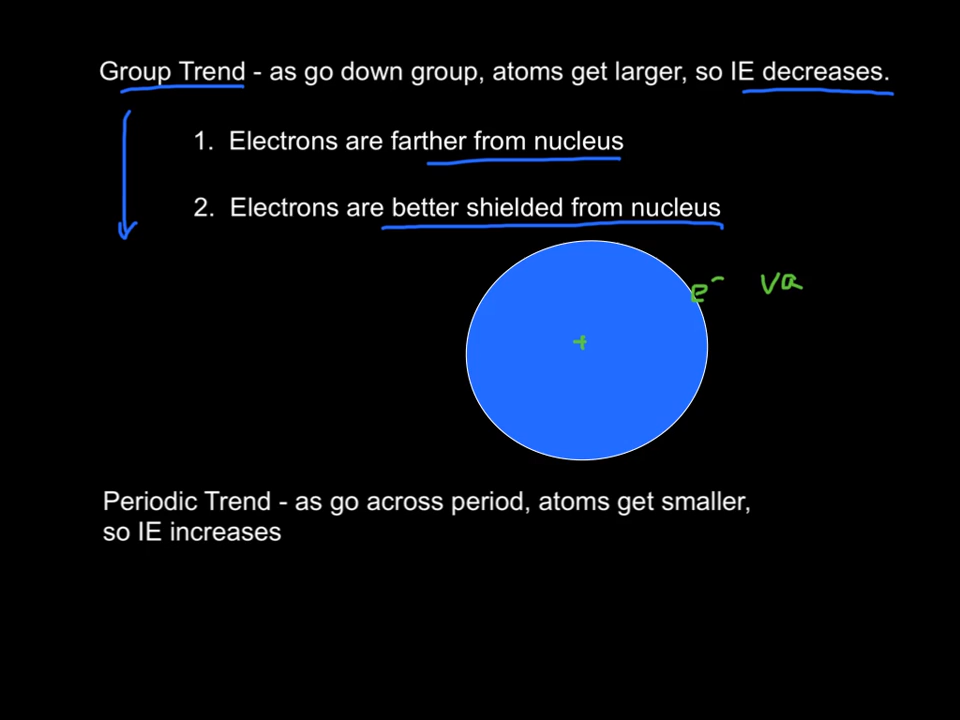 Group Trend - as go down group, atoms get larger, so IE decreases.
1. Electrons are farther from nucleus
2. Electrons are better shielded from nucleus
e⁻ va
+
Periodic Trend - as go across period, atoms get smaller,
so IE increases